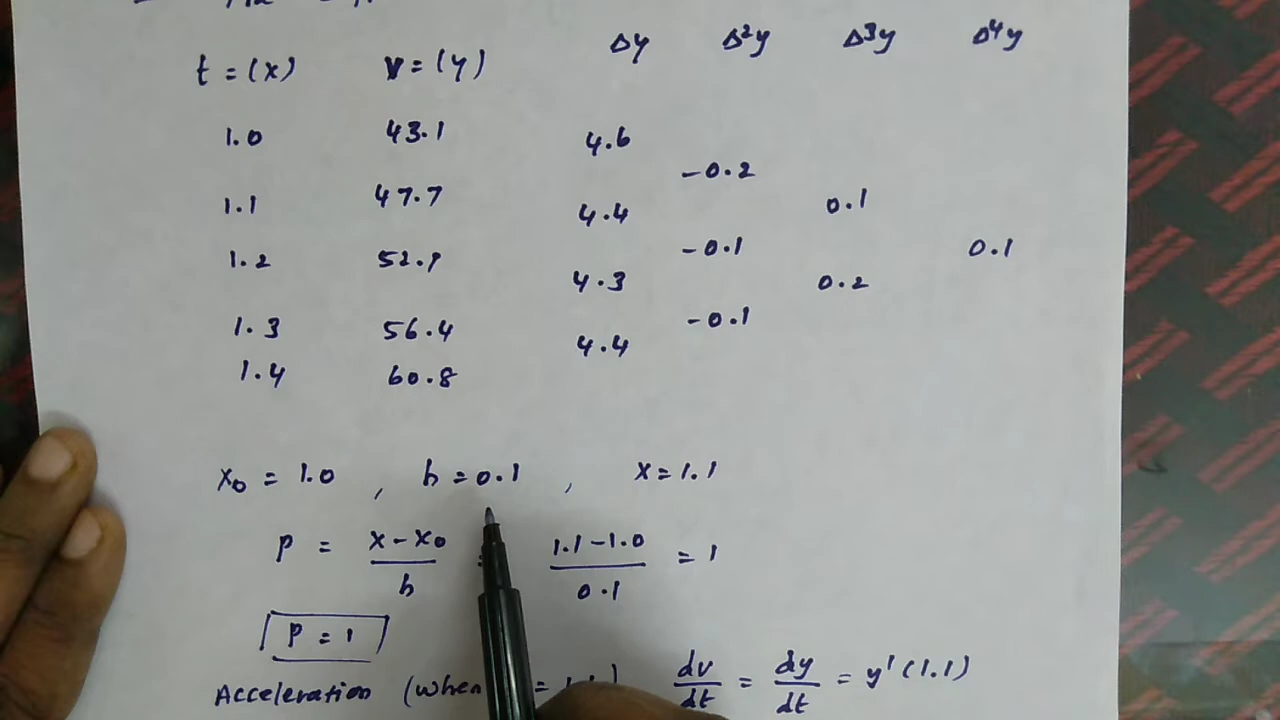 t = (x) v = (y) Δy Δ²y Δ³y Δ⁴y
1.0 43.1 4.6
-0.2
1.1 47.7 4.4 0.1
-0.1 0.1
1.2 52.1 4.3 0.2
-0.1
1.3 56.4 4.4
1.4 60.8
x₀ = 1.0 , h = 0.1 , x = 1.1
P = x - x₀ / h = 1.1 - 1.0 / 0.1 = 1
P = 1
Acceleration (when dv/dt = dy/dt = y'(1.1)